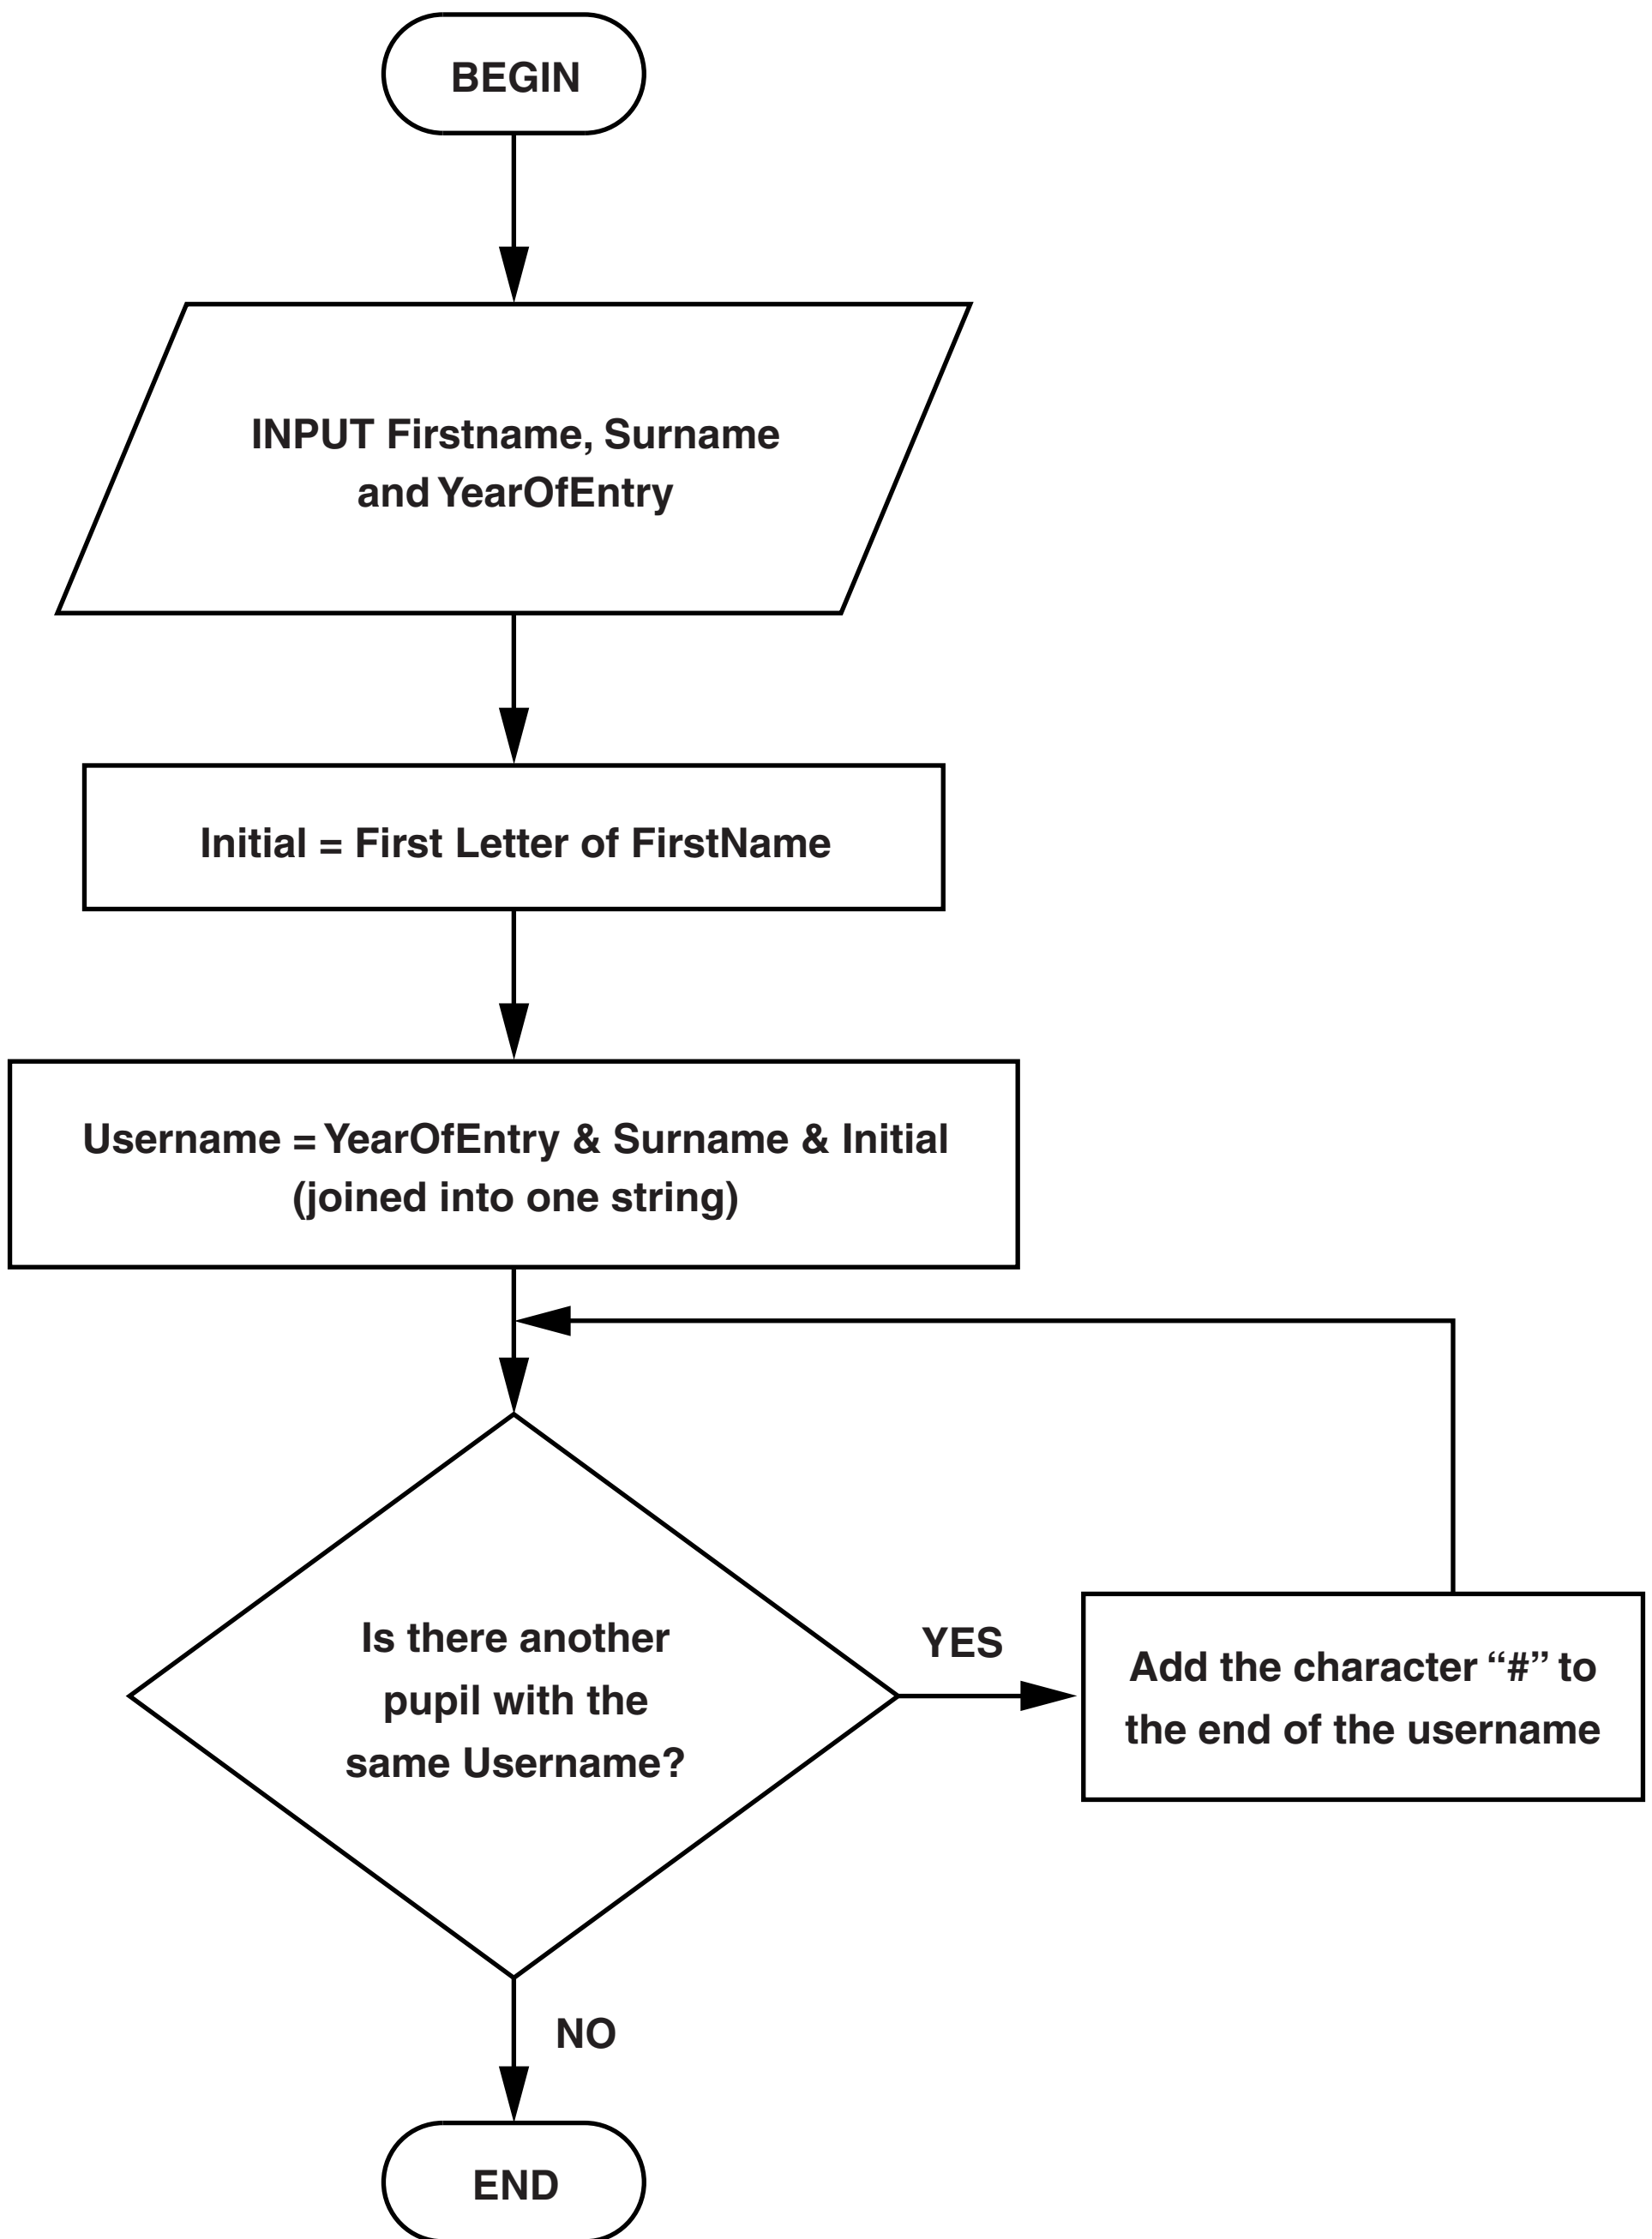 BEGIN
INPUT Firstname, Surname
and YearOfEntry
Initial = First Letter of FirstName
Username = YearOfEntry & Surname & Initial
(joined into one string)
Is there another
pupil with the
same Username?
YES
Add the character “#” to
the end of the username
NO
END